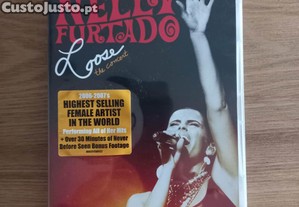 CustoJusto.pt
NELLY
FURTADO
Loose
the concert
2006-2007's
HIGHEST SELLING
FEMALE ARTIST
IN THE WORLD
Performing All of Her Hits
+ Over 30 Minutes of Never
Before Seen Bonus Footage